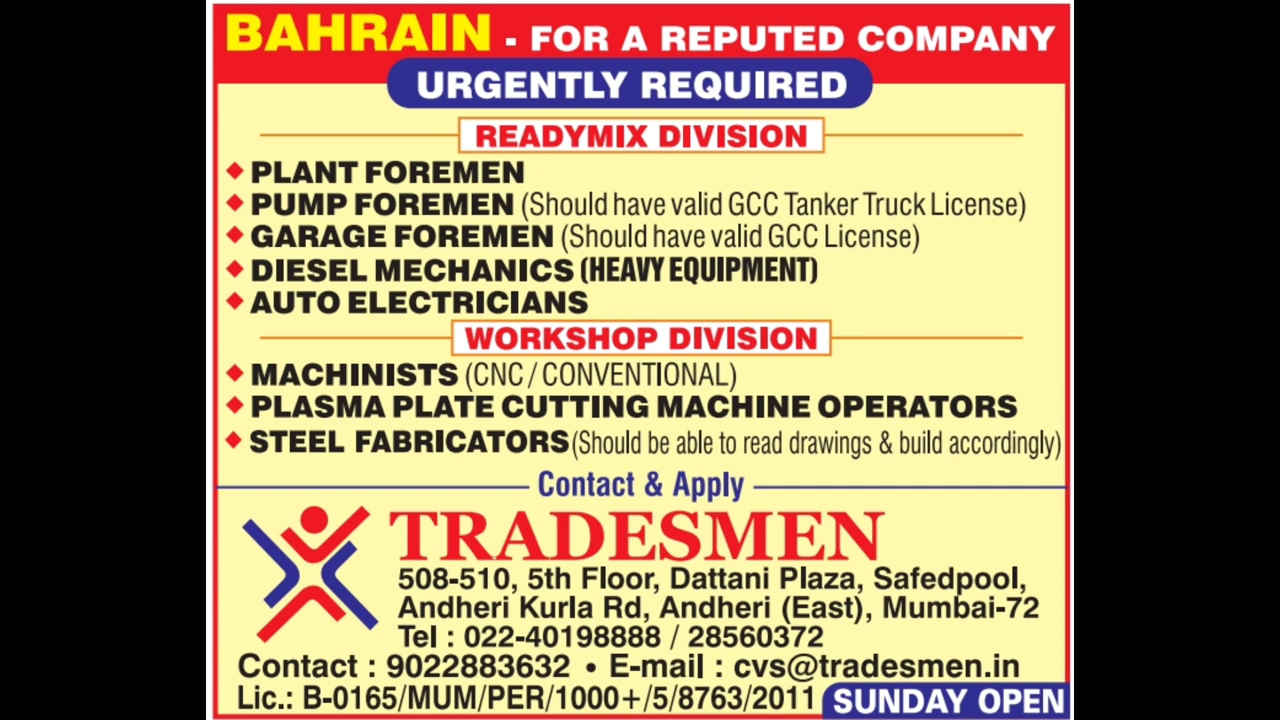 BAHRAIN - FOR A REPUTED COMPANY
URGENTLY REQUIRED
READYMIX DIVISION
PLANT FOREMEN
PUMP FOREMEN (Should have valid GCC Tanker Truck License)
GARAGE FOREMEN (Should have valid GCC License)
DIESEL MECHANICS (HEAVY EQUIPMENT)
AUTO ELECTRICIANS
WORKSHOP DIVISION
MACHINISTS (CNC / CONVENTIONAL)
PLASMA PLATE CUTTING MACHINE OPERATORS
STEEL FABRICATORS (Should be able to read drawings & build accordingly)
Contact & Apply
TRADESMEN
508-510, 5th Floor, Dattani Plaza, Safedpool,
Andheri Kurla Rd, Andheri (East), Mumbai-72
Tel : 022-40198888 / 28560372
Contact : 9022883632 • E-mail : cvs@tradesmen.in
Lic.: B-0165/MUM/PER/1000+/5/8763/2011 SUNDAY OPEN